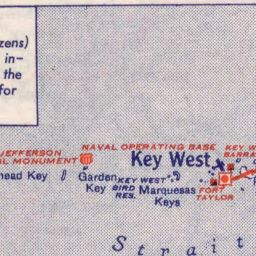 zens)
in-
the
for
JEFFERSON
AL MONUMENT
NAVAL OPERATING BASE
KEY W
BARRA
Key West
head Key
Garden
Key
KEY WEST
BIRD
RES.
Marquesas
Keys
FORT
TAYLOR
Strait